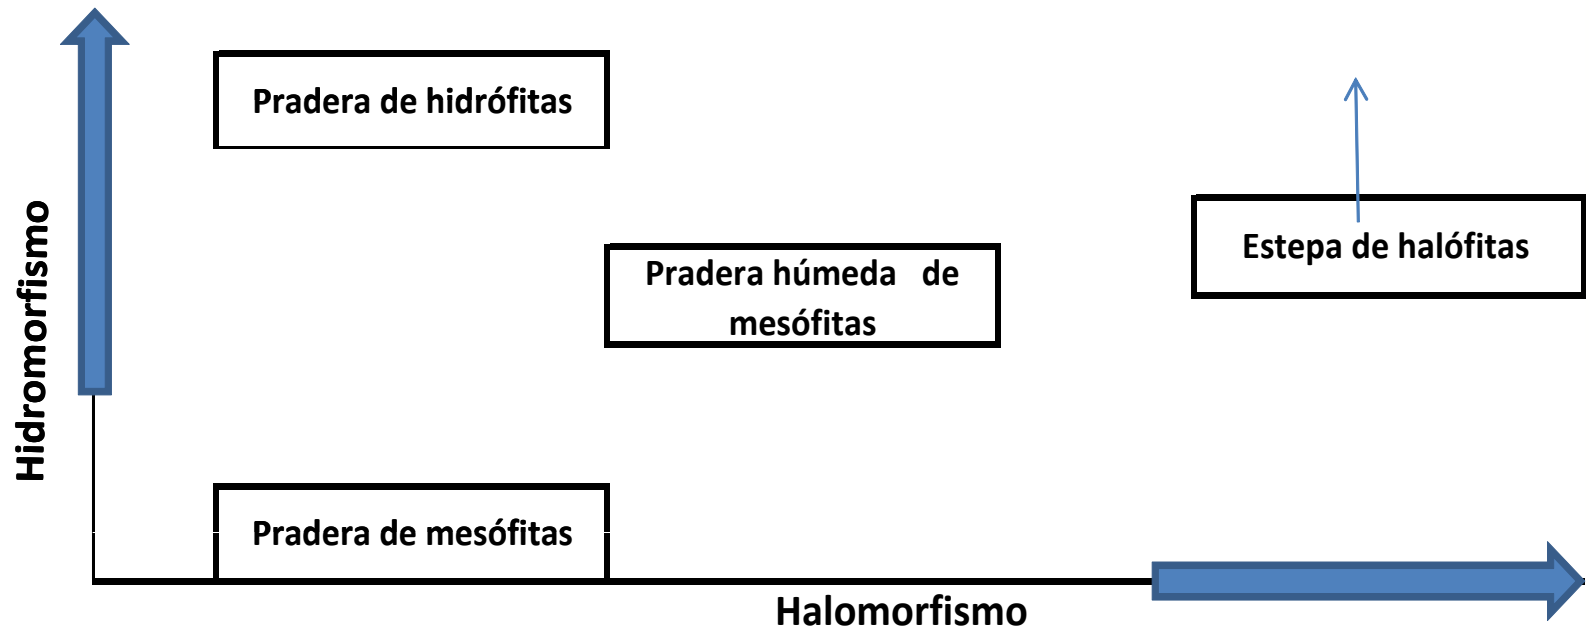 Pradera de hidrófitas
Hidromorfismo
Estepa de halófitas
Pradera húmeda de
mesófitas
Pradera de mesófitas
Halomorfismo